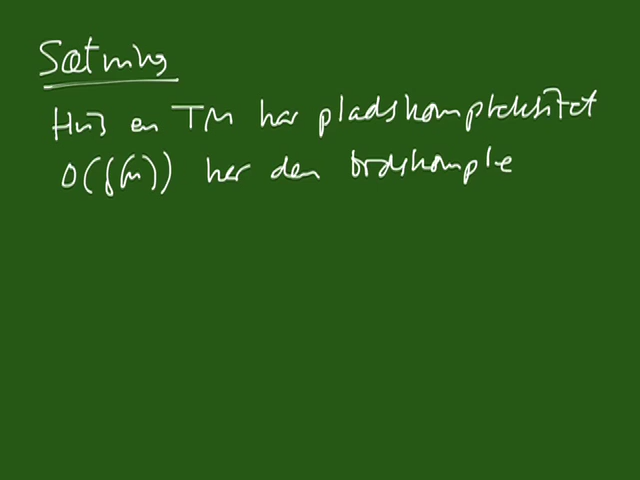 Sætning
Hvis en TM har pladskompleksitet
O(f(n)) har den tidskomple